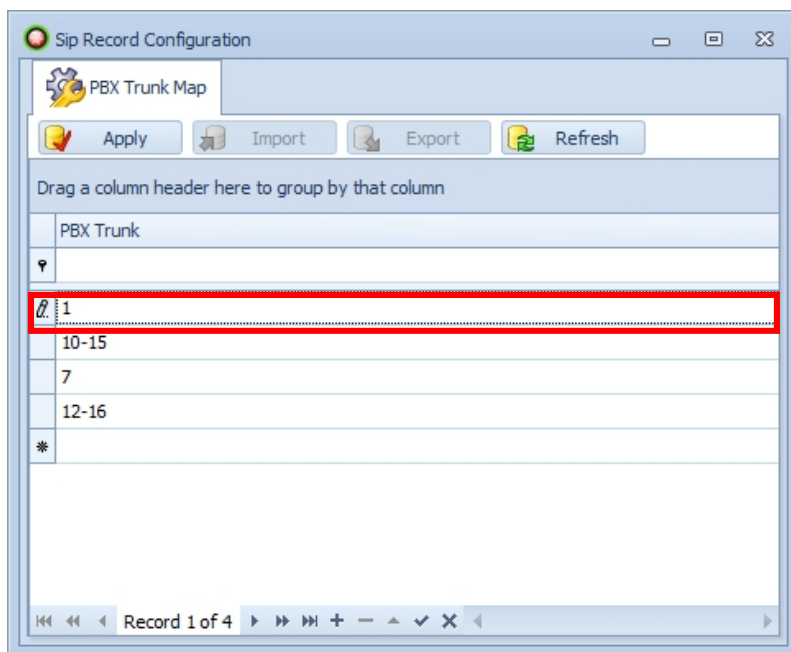 Sip Record Configuration
PBX Trunk Map
Apply Import Export Refresh
Drag a column header here to group by that column
PBX Trunk
1
10-15
7
12-16
Record 1 of 4